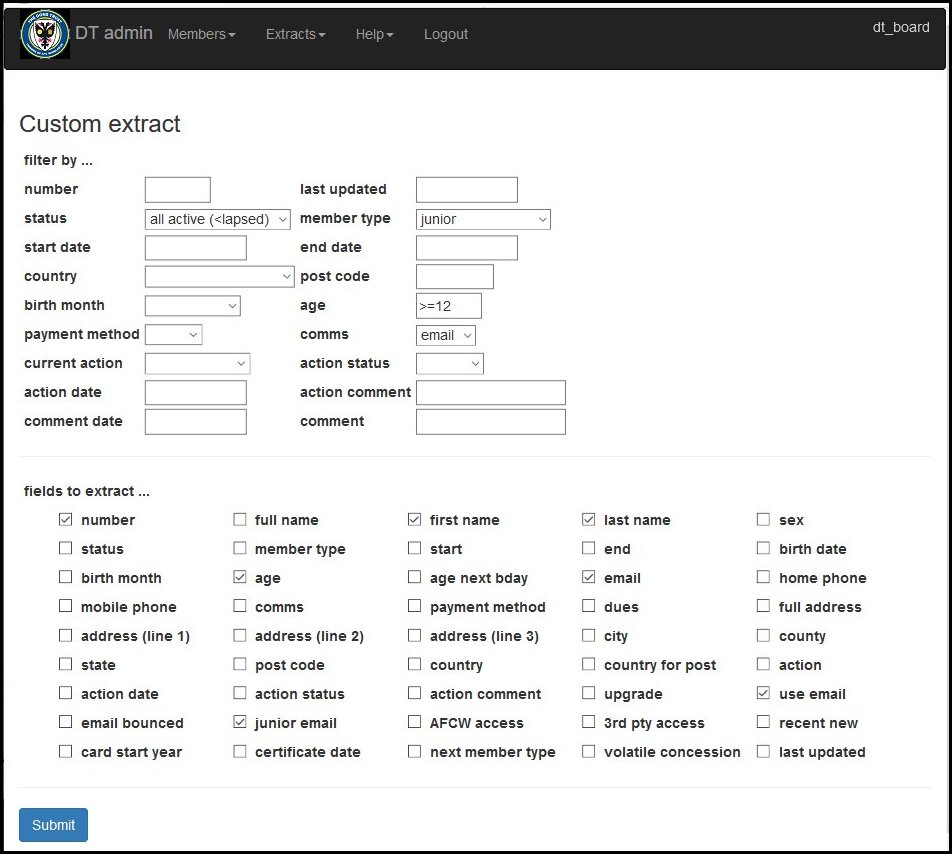 DT admin Members Extracts Help Logout dt_board
Custom extract
filter by ...
number last updated
status all active (<lapsed) member type junior
start date end date
country post code
birth month age >=12
payment method comms email
current action action status
action date action comment
comment date comment
fields to extract ...
number full name first name last name sex
status member type start end birth date
birth month age age next bday email home phone
mobile phone comms payment method dues full address
address (line 1) address (line 2) address (line 3) city county
state post code country country for post action
action date action status action comment upgrade use email
email bounced junior email AFCW access 3rd pty access recent new
card start year certificate date next member type volatile concession last updated
Submit